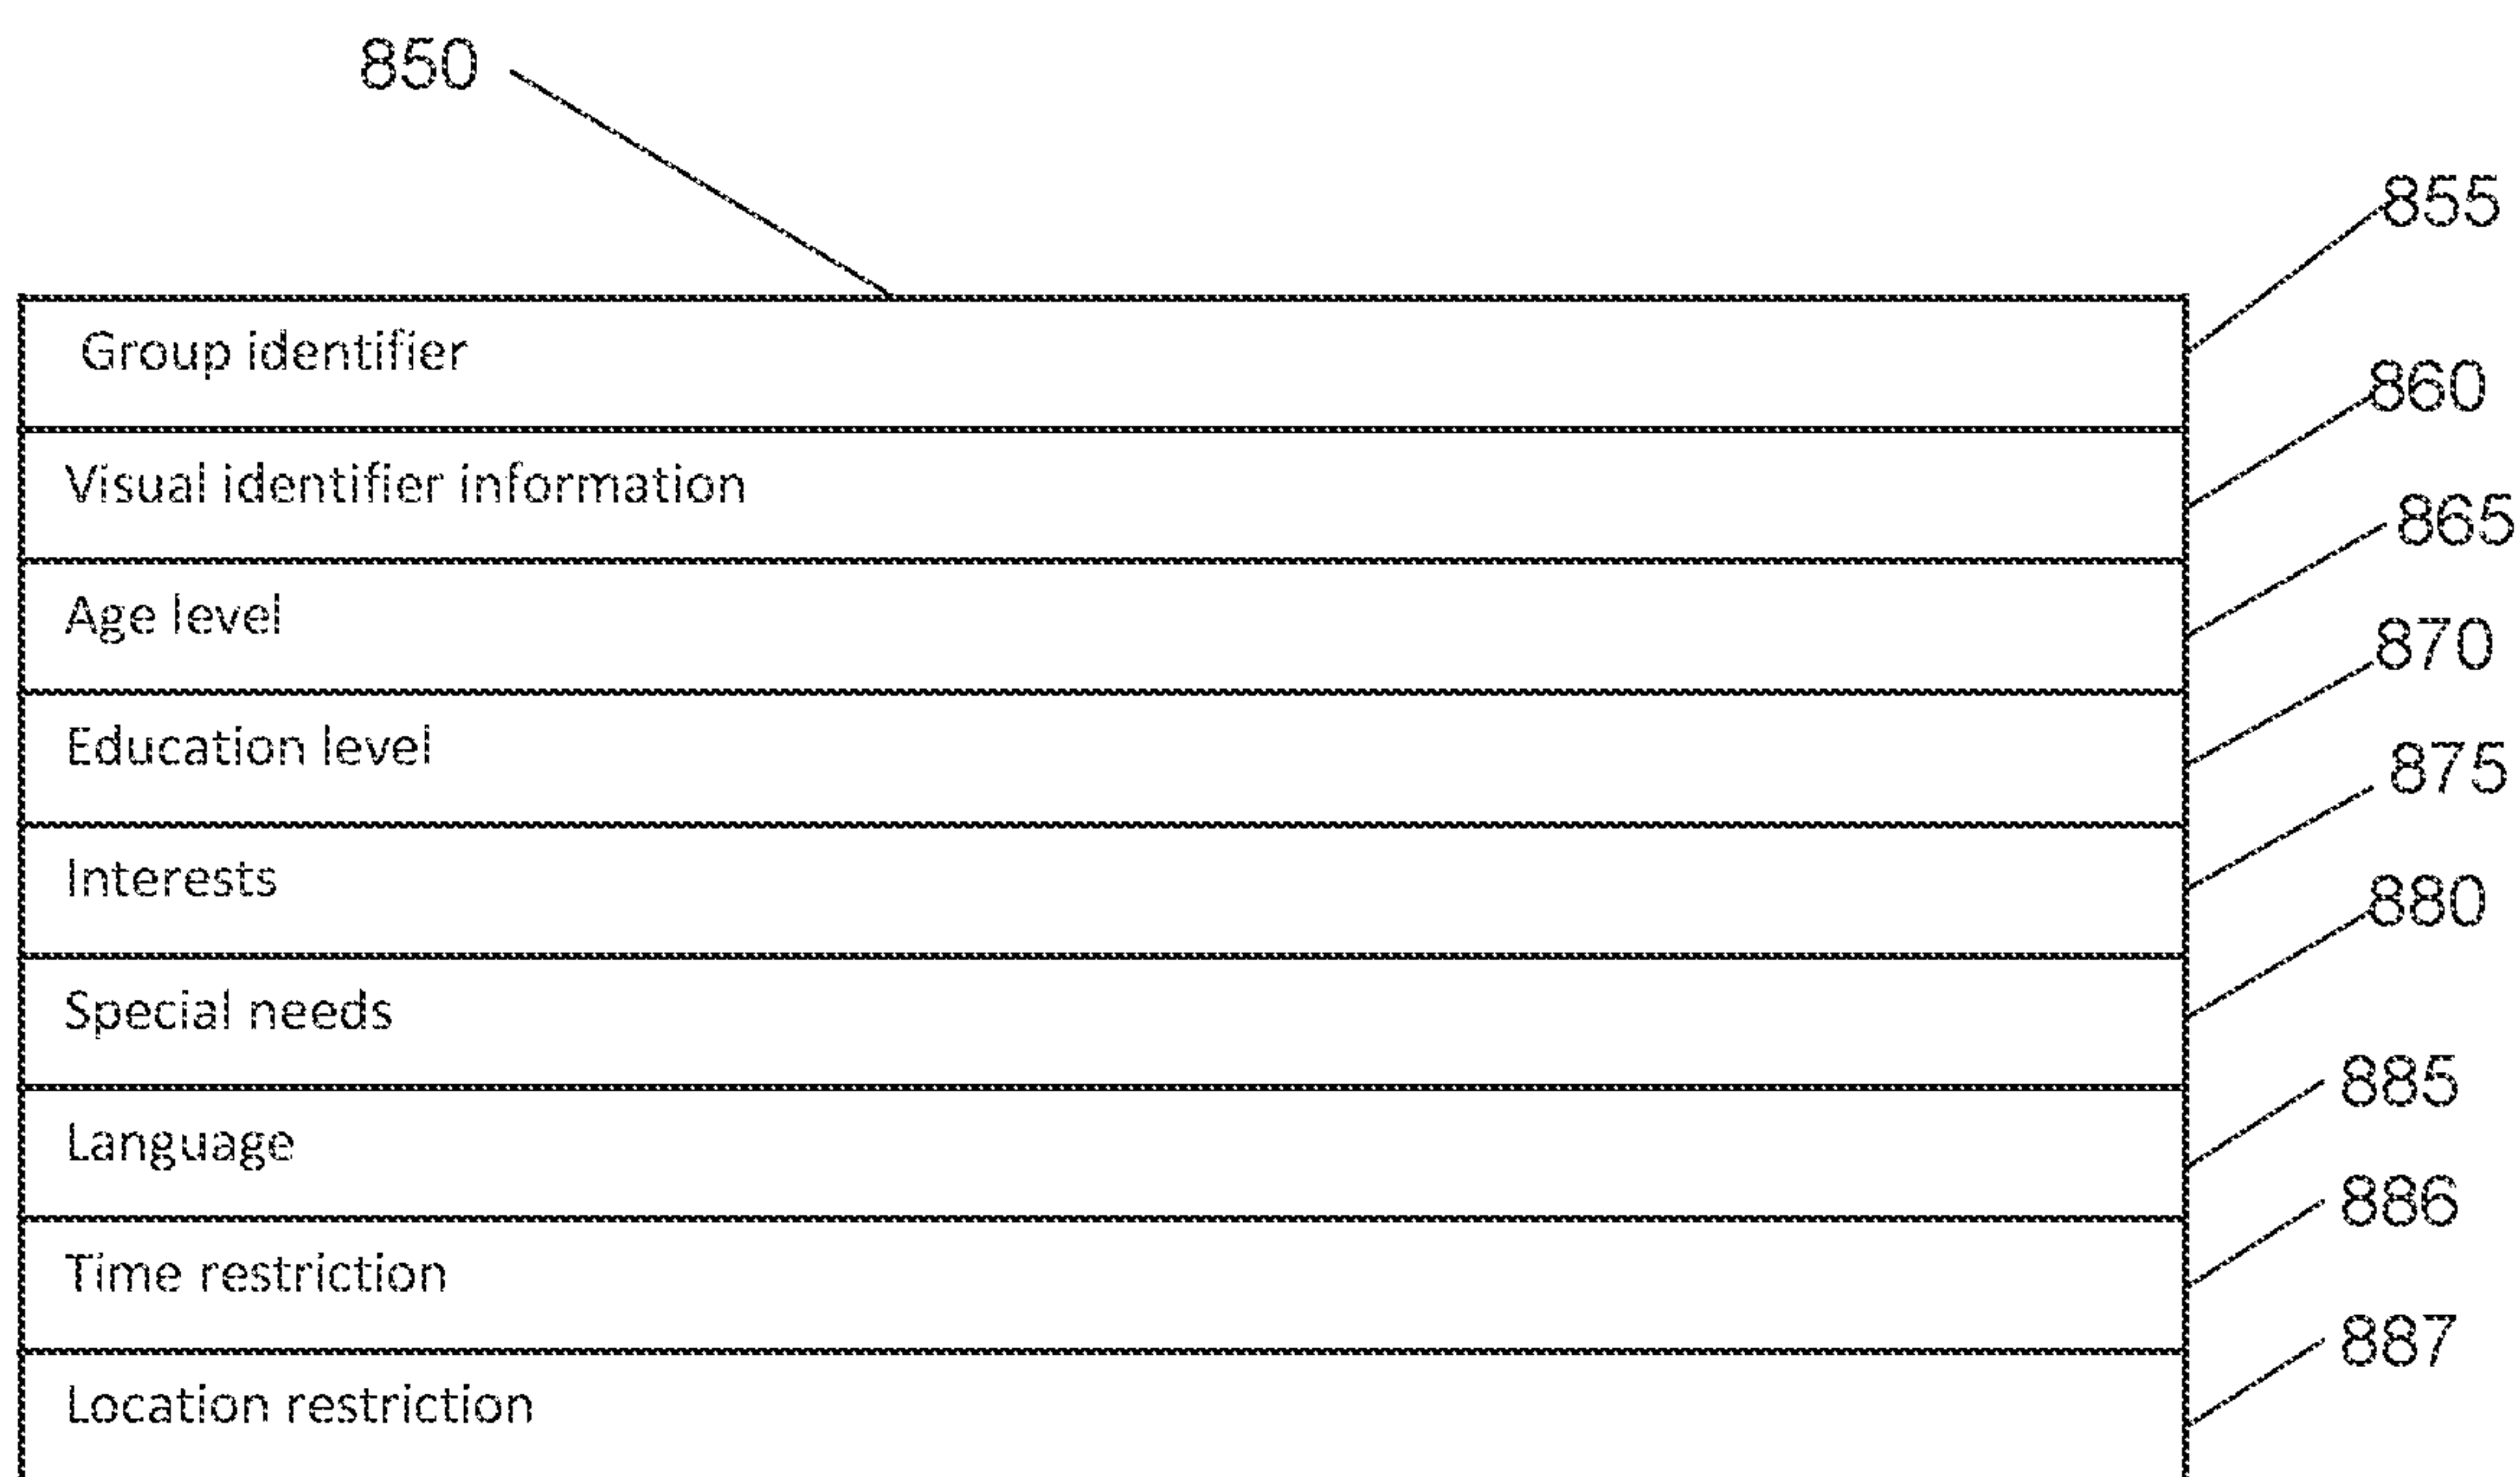 850
855
Group identifier
860
Visual identifier information
865
Age level
870
Education level
875
Interests
880
Special needs
885
Language
886
Time restriction
887
Location restriction